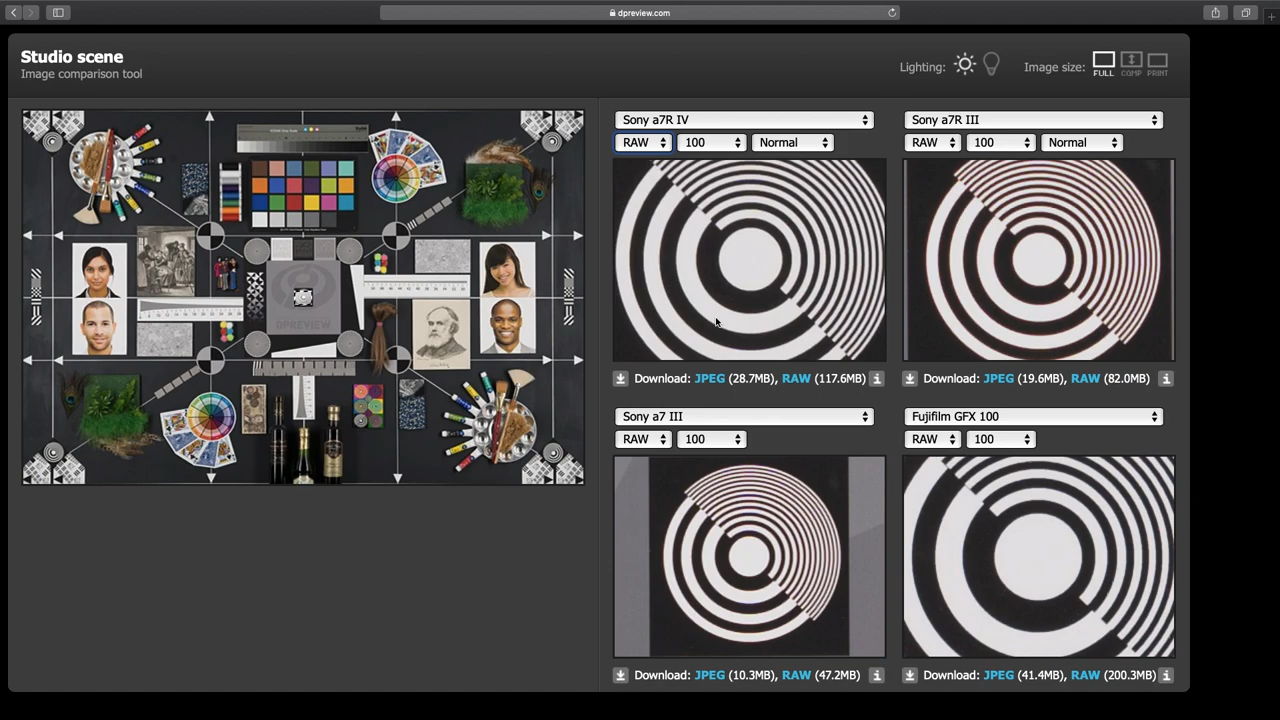 dpreview.com
Studio scene
Image comparison tool
Lighting:
Image size:
FULL
COMP
PRINT
DPREVIEW
Sony a7R IV
RAW
100
Normal
Download: JPEG (28.7MB), RAW (117.6MB)
Sony a7R III
RAW
100
Normal
Download: JPEG (19.6MB), RAW (82.0MB)
Sony a7 III
RAW
100
Download: JPEG (10.3MB), RAW (47.2MB)
Fujifilm GFX 100
RAW
100
Download: JPEG (41.4MB), RAW (200.3MB)